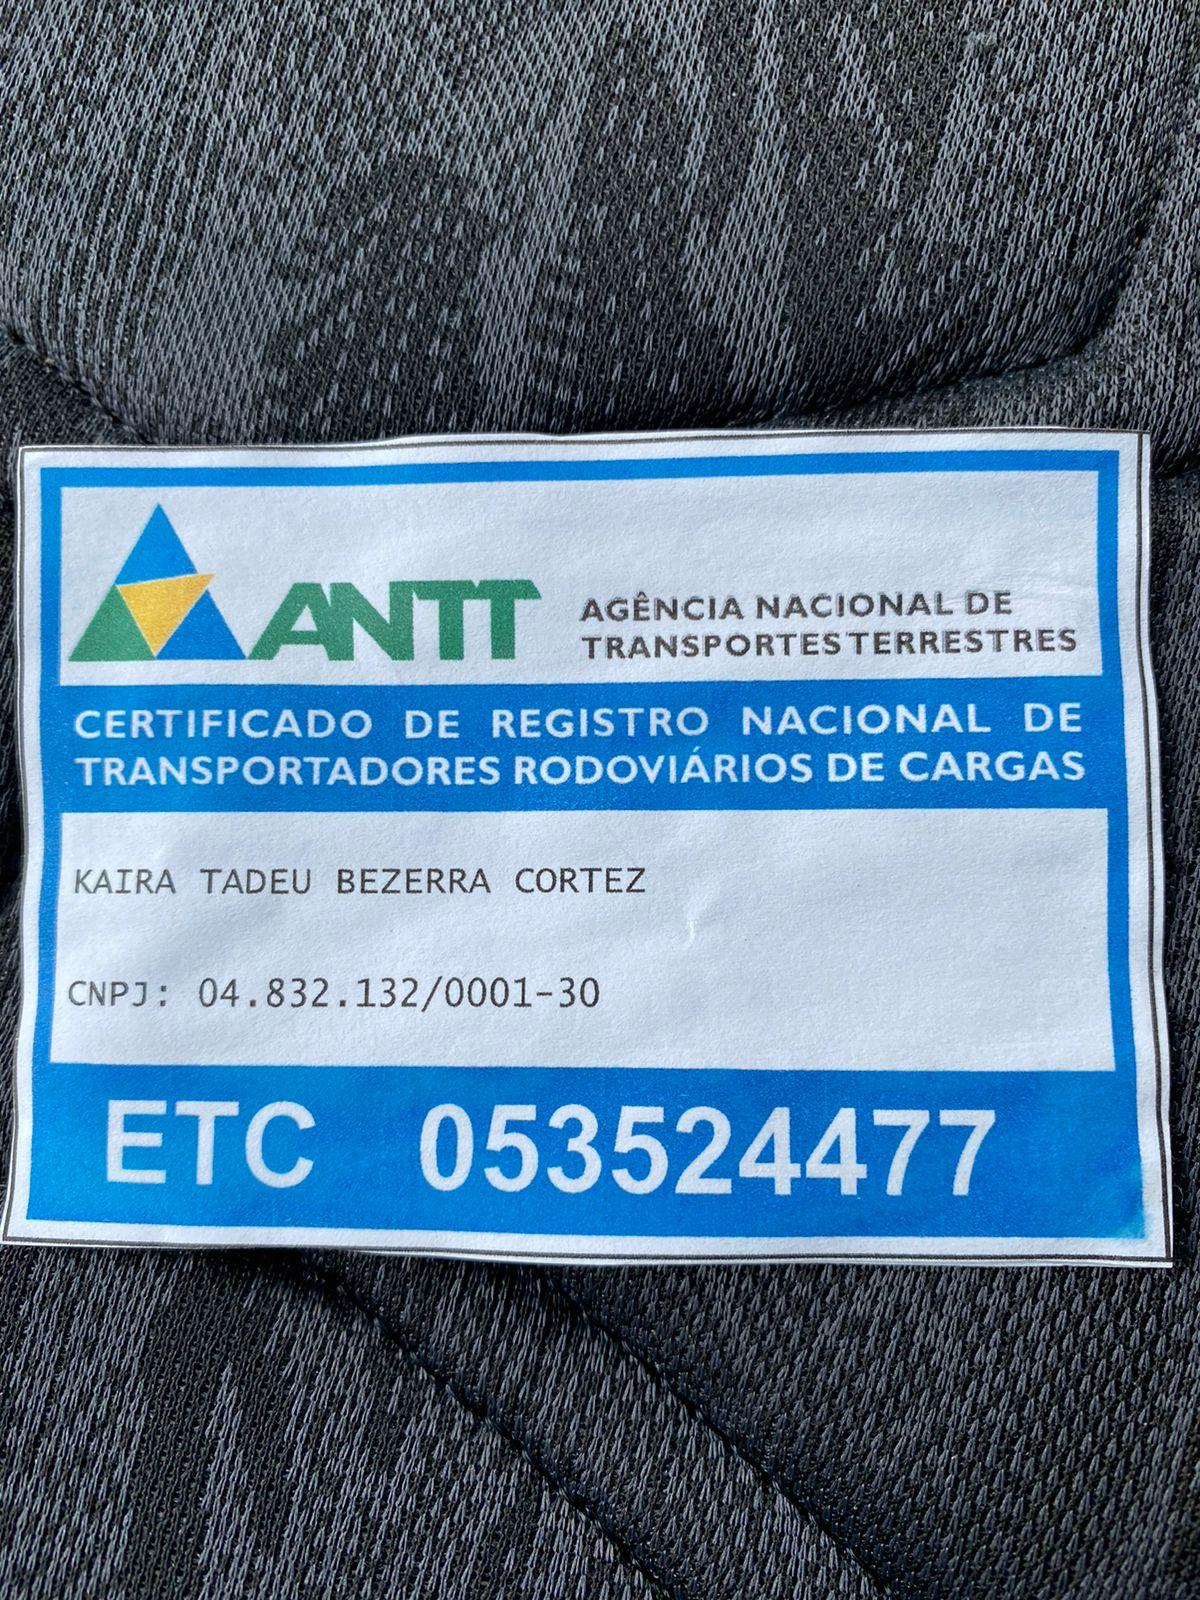 ANTT
AGÊNCIA NACIONAL DE
TRANSPORTES TERRESTRES
CERTIFICADO DE REGISTRO NACIONAL DE
TRANSPORTADORES RODOVIÁRIOS DE CARGAS
KAIRA TADEU BEZERRA CORTEZ
CNPJ: 04.832.132/0001-30
ETC 053524477